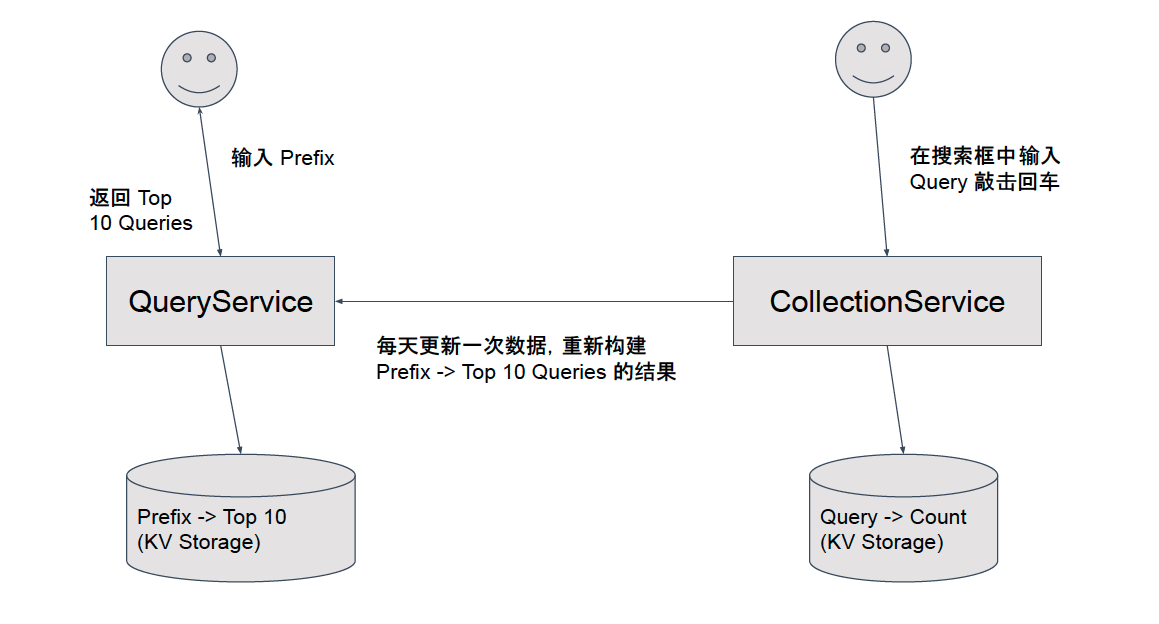 输入 Prefix
返回 Top
10 Queries
在搜索框中输入
Query 敲击回车
QueryService
CollectionService
每天更新一次数据，重新构建
Prefix -> Top 10 Queries 的结果
Prefix -> Top 10
(KV Storage)
Query -> Count
(KV Storage)